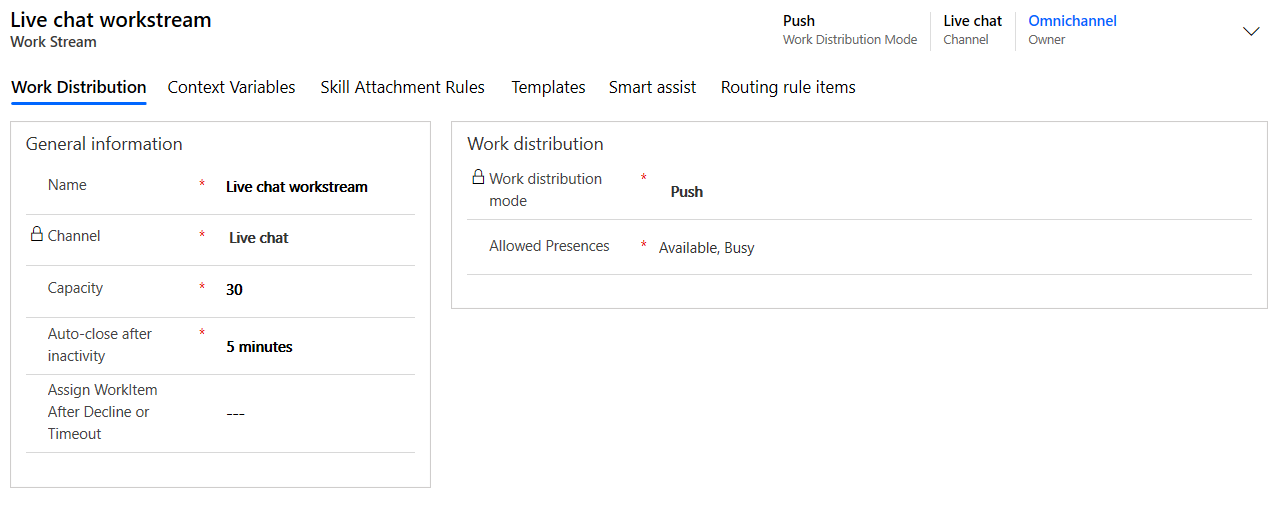 Live chat workstream
Work Stream
Push
Work Distribution Mode
Live chat
Channel
Omnichannel
Owner
Work Distribution Context Variables Skill Attachment Rules Templates Smart assist Routing rule items
General information
Name * Live chat workstream
Channel * Live chat
Capacity * 30
Auto-close after
inactivity
* 5 minutes
Assign WorkItem
After Decline or
Timeout
---
Work distribution
Work distribution
mode
* Push
Allowed Presences * Available, Busy